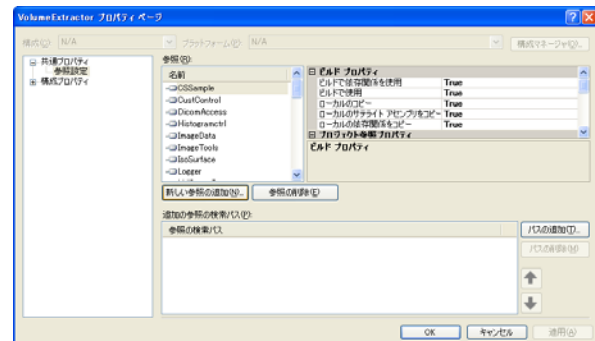 VolumeExtractor プロパティ ページ
構成(C): N/A
プラットフォーム(P): N/A
構成マネージャ(O)...
共通プロパティ
参照設定
構成プロパティ
参照(R):
名前
CSSample
CustControl
DicomAccess
Histogramctrl
ImageData
ImageTools
IsoSurface
Logger
ビルド プロパティ
ビルドで依存関係を使用 True
ビルドで使用 True
ローカルのコピー True
ローカルのサテライト アセンブリをコピー True
ローカルの依存関係をコピー True
プロジェクト参照プロパティ
ビルド プロパティ
新しい参照の追加(N)...
参照の削除(E)
追加の参照の検索パス(P):
参照の検索パス
パスの追加(T)...
パスの削除(M)
OK
キャンセル
適用(A)